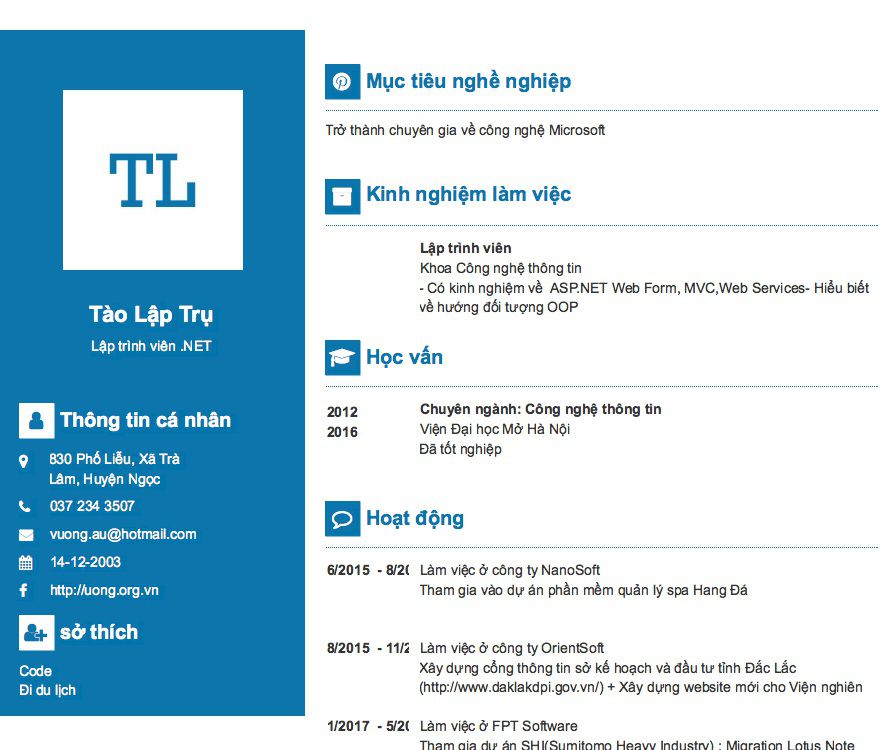 TL
Tào Lập Trụ
Lập trình viên .NET
Thông tin cá nhân
830 Phố Liễu, Xã Trà
Lâm, Huyện Ngọc
037 234 3507
vuong.au@hotmail.com
14-12-2003
http://uong.org.vn
sở thích
Code
Đi du lịch
Mục tiêu nghề nghiệp
Trở thành chuyên gia về công nghệ Microsoft
Kinh nghiệm làm việc
Lập trình viên
Khoa Công nghệ thông tin
- Có kinh nghiệm về ASP.NET Web Form, MVC,Web Services- Hiểu biết
về hướng đối tượng OOP
Học vấn
2012
2016
Chuyên ngành: Công nghệ thông tin
Viện Đại học Mở Hà Nội
Đã tốt nghiệp
Hoạt động
6/2015 - 8/20 Làm việc ở công ty NanoSoft
Tham gia vào dự án phần mềm quản lý spa Hang Đá
8/2015 - 11/2 Làm việc ở công ty OrientSoft
Xây dựng cổng thông tin sở kế hoạch và đầu tư tỉnh Đắc Lắc
(http://www.daklakdpi.gov.vn/) + Xây dựng website mới cho Viện nghiên
1/2017 - 5/20 Làm việc ở FPT Software
Tham gia dự án SHI(Sumitomo Heavy Industry) : Migration Lotus Note